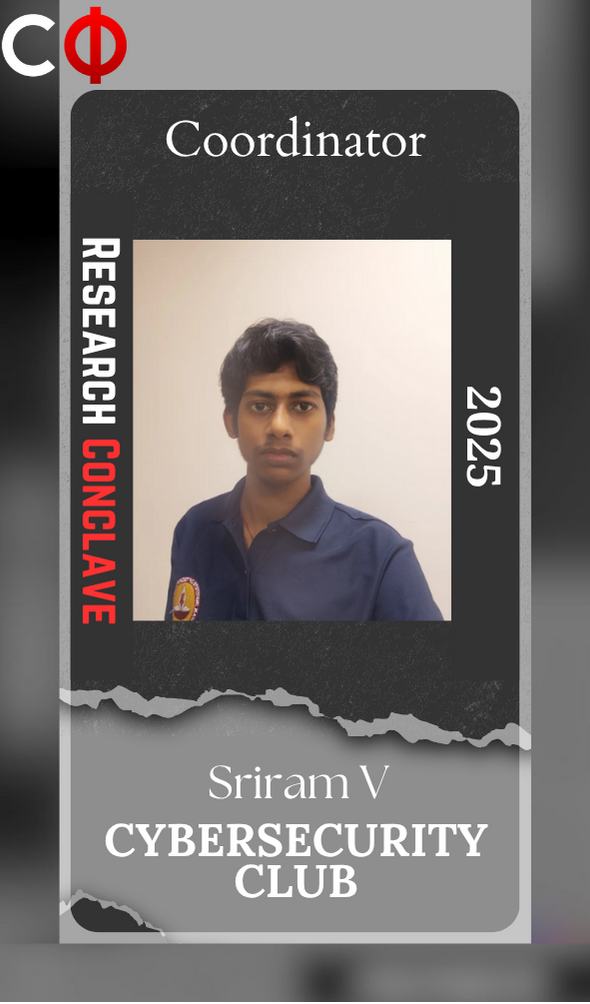 CΦ
Coordinator
RESEARCH CONCLAVE
2025
Sriram V
CYBERSECURITY
CLUB